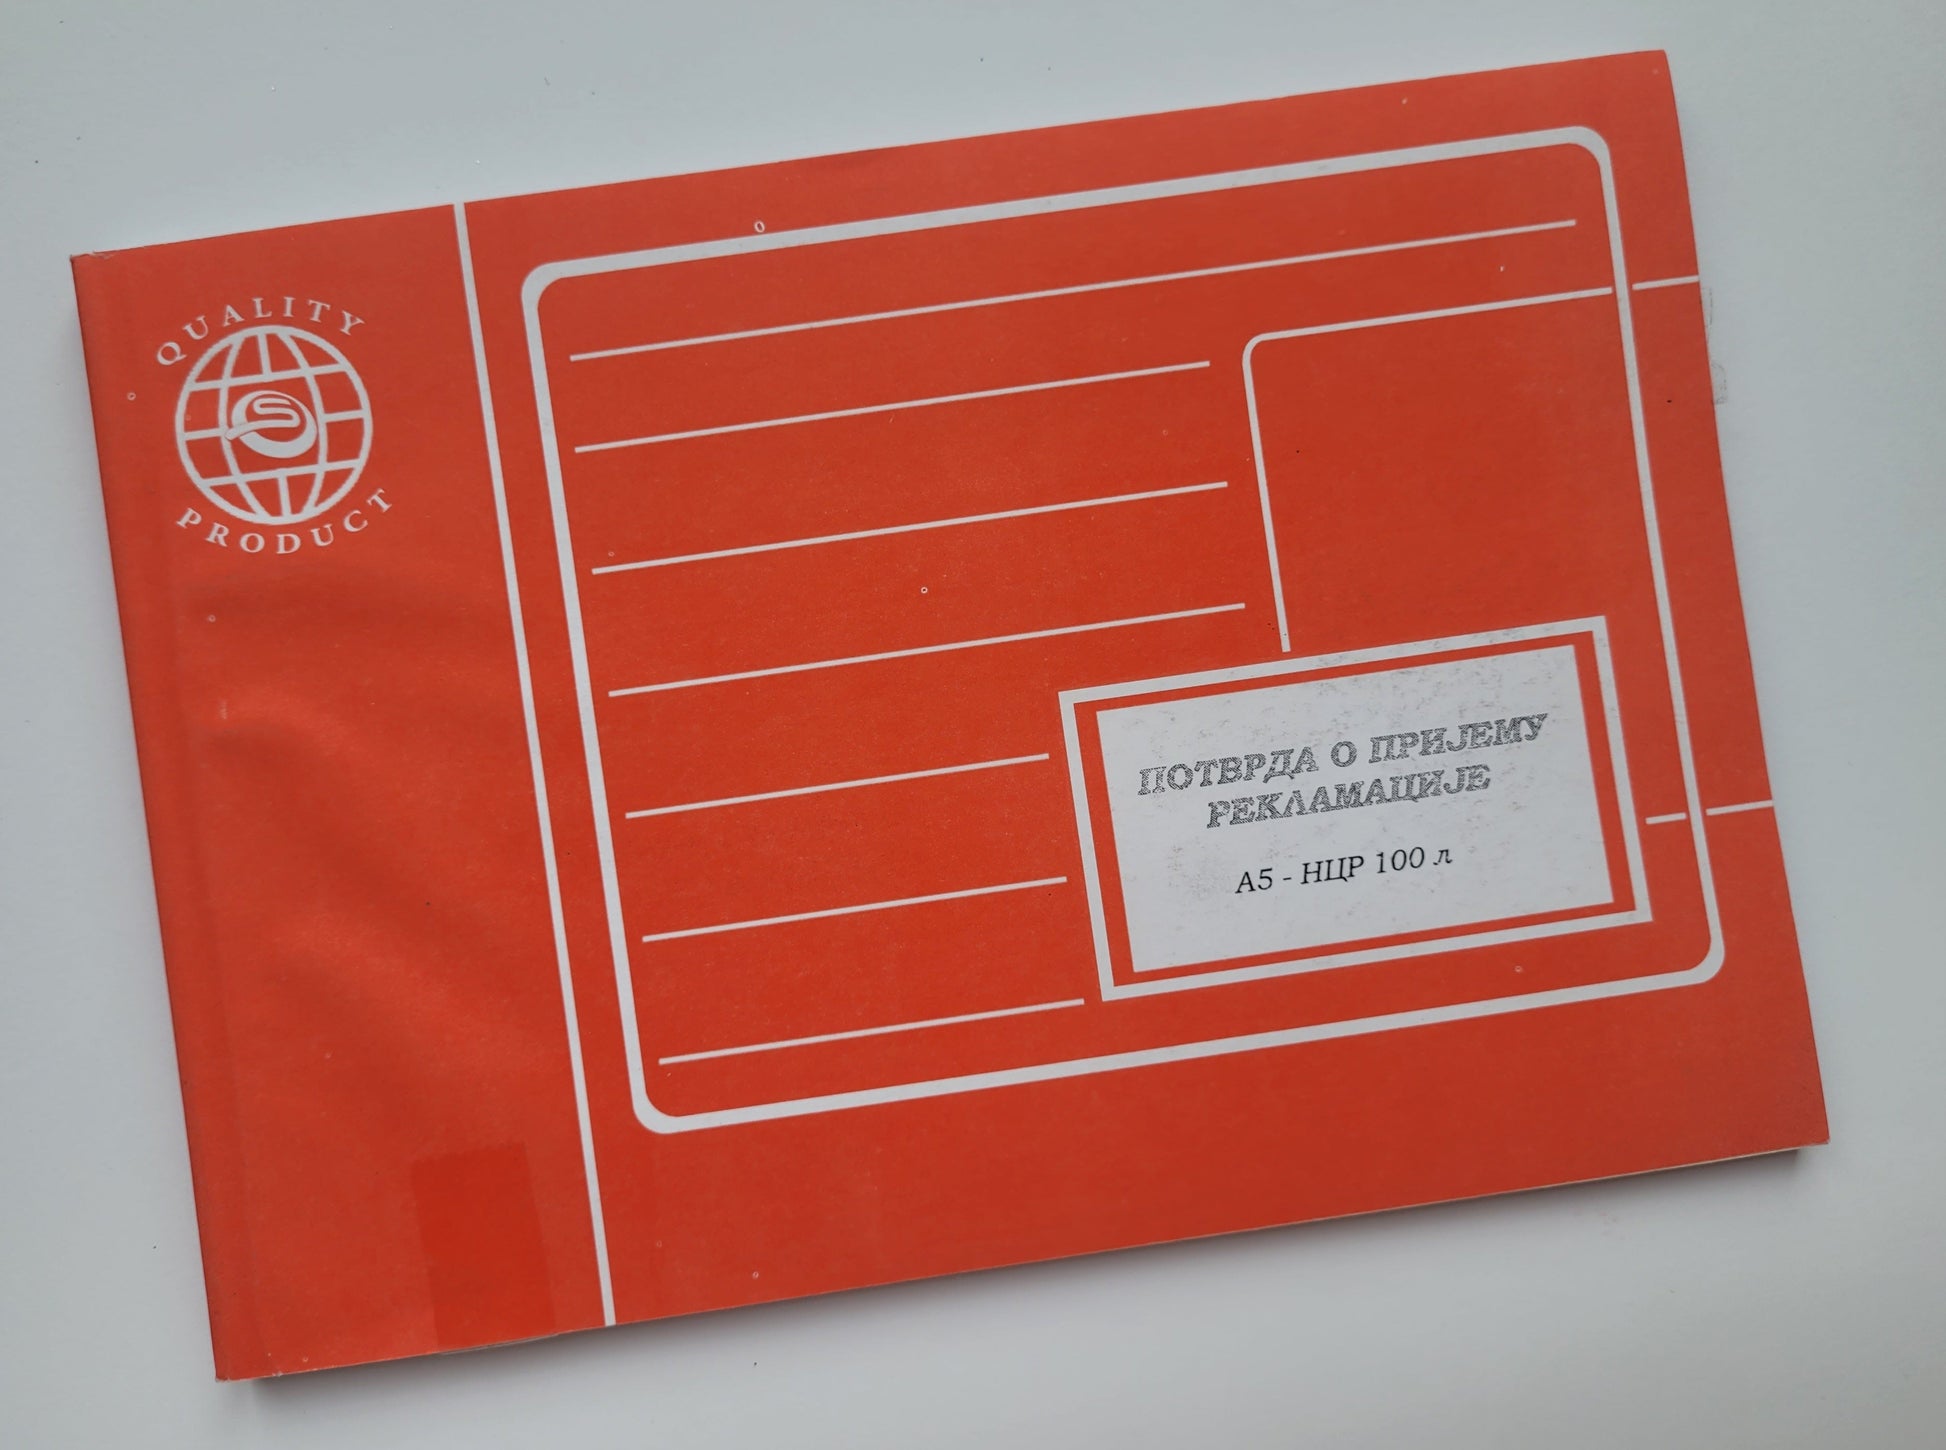 QUALITY
PRODUCT
ПОТВРДА О ПРИЈЕМУ
РЕКЛАМАЦИЈЕ
А5 - НЦР 100 л